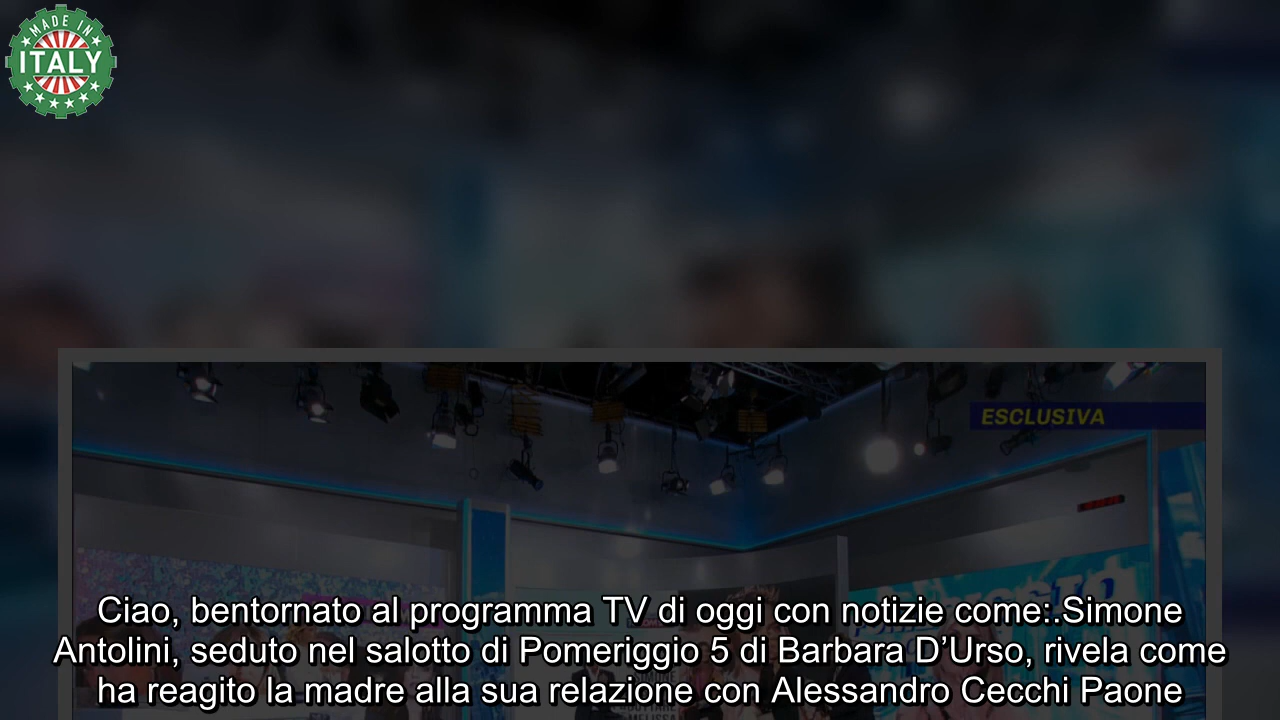 MADE IN
ITALY
ESCLUSIVA
Ciao, bentornato al programma TV di oggi con notizie come:.Simone
Antolini, seduto nel salotto di Pomeriggio 5 di Barbara D’Urso, rivela come
ha reagito la madre alla sua relazione con Alessandro Cecchi Paone